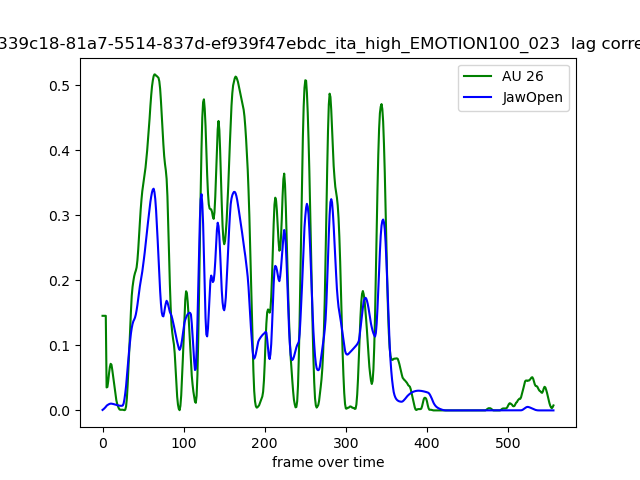 339c18-81a7-5514-837d-ef939f47ebdc_ita_high_EMOTION100_023 lag corre
AU 26
JawOpen
0.5
0.4
0.3
0.2
0.1
0.0
0 100 200 300 400 500
frame over time